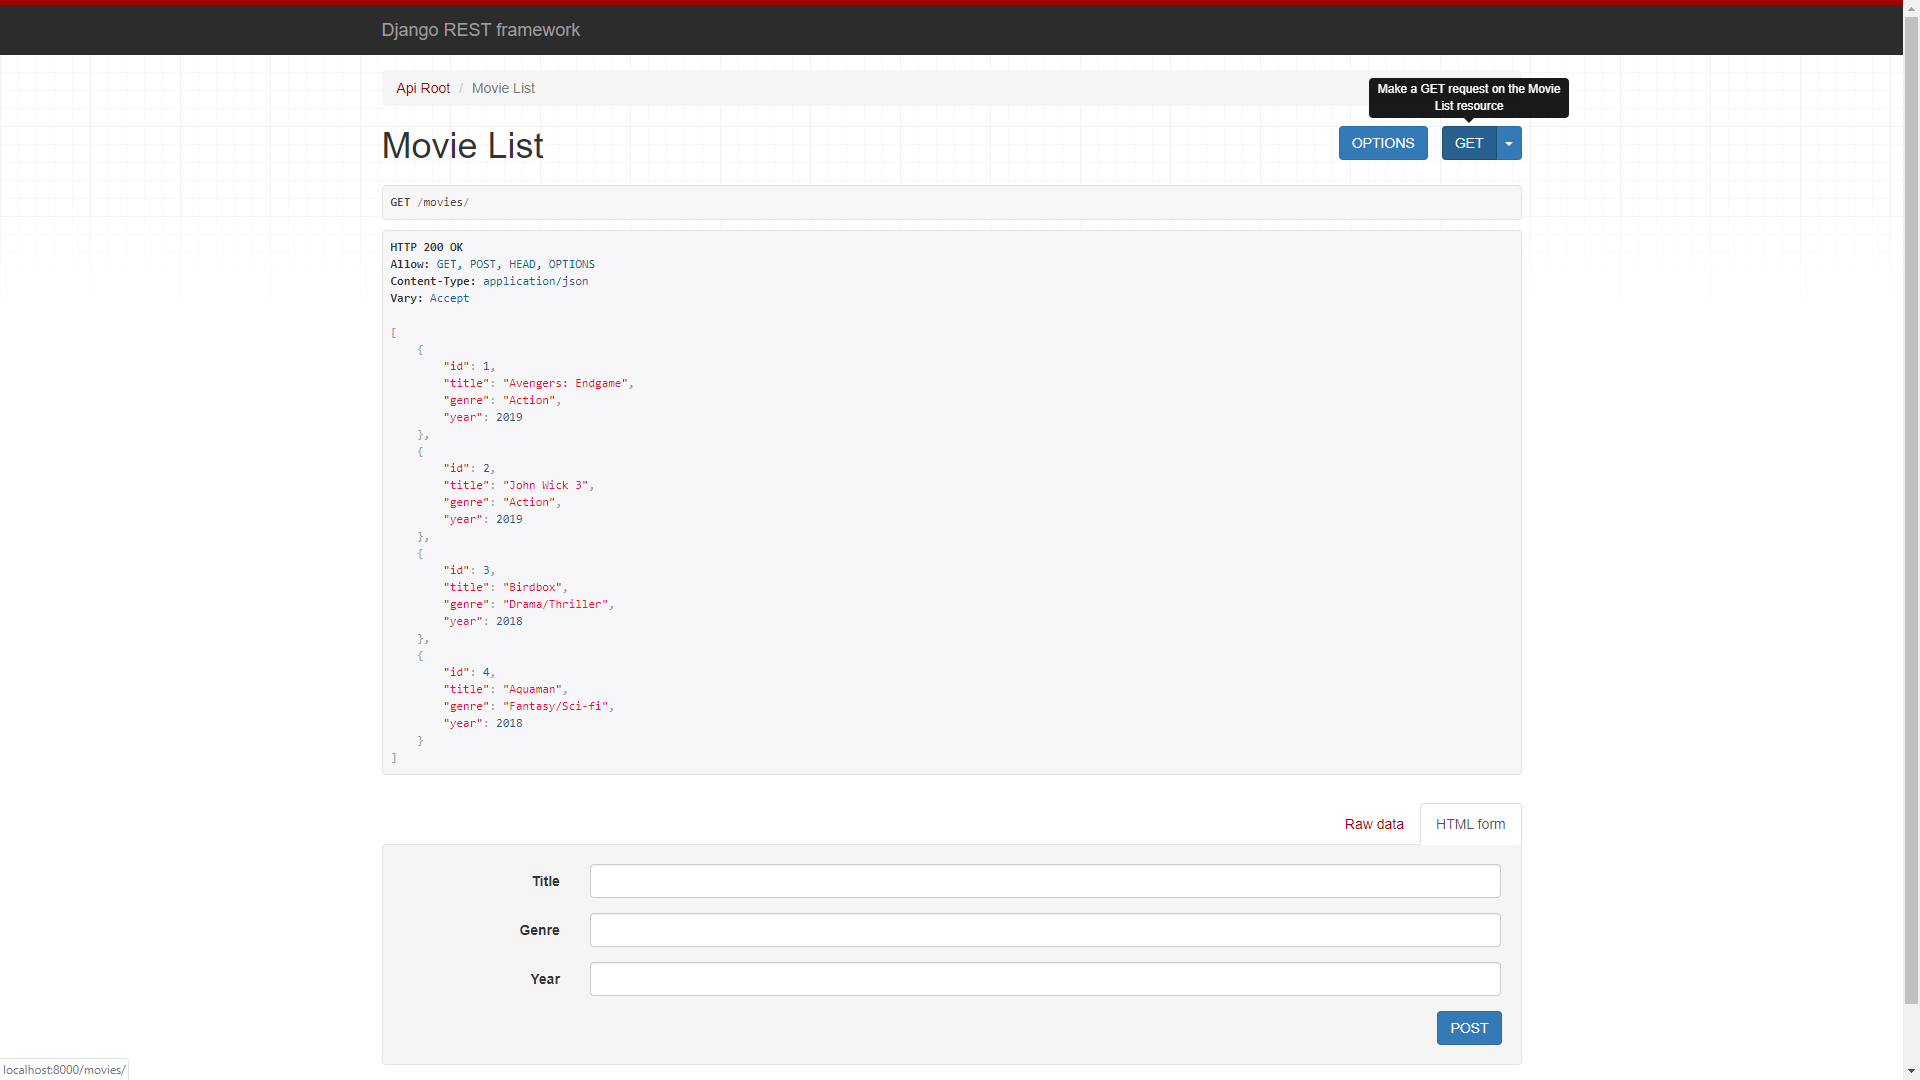 Django REST framework
Api Root / Movie List
Make a GET request on the Movie
List resource
Movie List
OPTIONS
GET
GET /movies/
HTTP 200 OK
Allow: GET, POST, HEAD, OPTIONS
Content-Type: application/json
Vary: Accept
[
    {
        "id": 1,
        "title": "Avengers: Endgame",
        "genre": "Action",
        "year": 2019
    },
    {
        "id": 2,
        "title": "John Wick 3",
        "genre": "Action",
        "year": 2019
    },
    {
        "id": 3,
        "title": "Birdbox",
        "genre": "Drama/Thriller",
        "year": 2018
    },
    {
        "id": 4,
        "title": "Aquaman",
        "genre": "Fantasy/Sci-fi",
        "year": 2018
    }
]
Raw data
HTML form
Title
Genre
Year
POST
localhost:8000/movies/